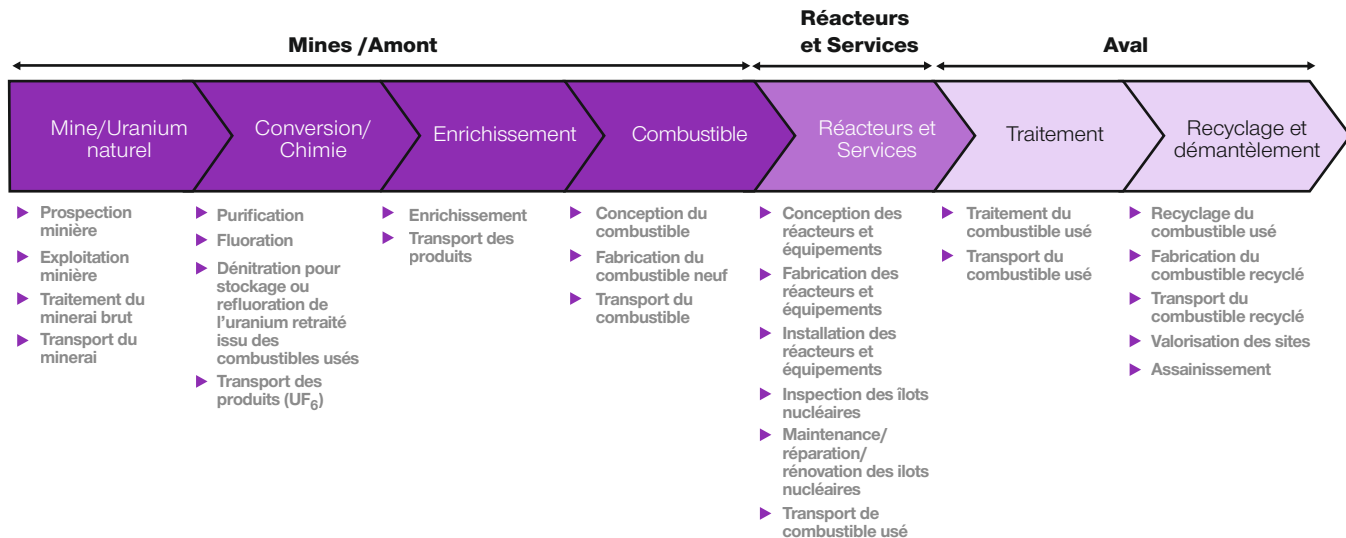 Mines /Amont
Réacteurs
et Services
Aval
Mine/Uranium
naturel
Conversion/
Chimie
Enrichissement
Combustible
Réacteurs et
Services
Traitement
Recyclage et
démantèlement
Prospection
minière
Exploitation
minière
Traitement du
minerai brut
Transport du
minerai
Purification
Fluoration
Dénitration pour
stockage ou
refluoration de
l’uranium retraité
issu des
combustibles usés
Transport des
produits (UF₆)
Enrichissement
Transport des
produits
Conception du
combustible
Fabrication du
combustible neuf
Transport du
combustible
Conception des
réacteurs et
équipements
Fabrication des
réacteurs et
équipements
Installation des
réacteurs et
équipements
Inspection des îlots
nucléaires
Maintenance/
réparation/
rénovation des îlots
nucléaires
Transport de
combustible usé
Traitement du
combustible usé
Transport du
combustible usé
Recyclage du
combustible usé
Fabrication du
combustible recyclé
Transport du
combustible recyclé
Valorisation des sites
Assainissement